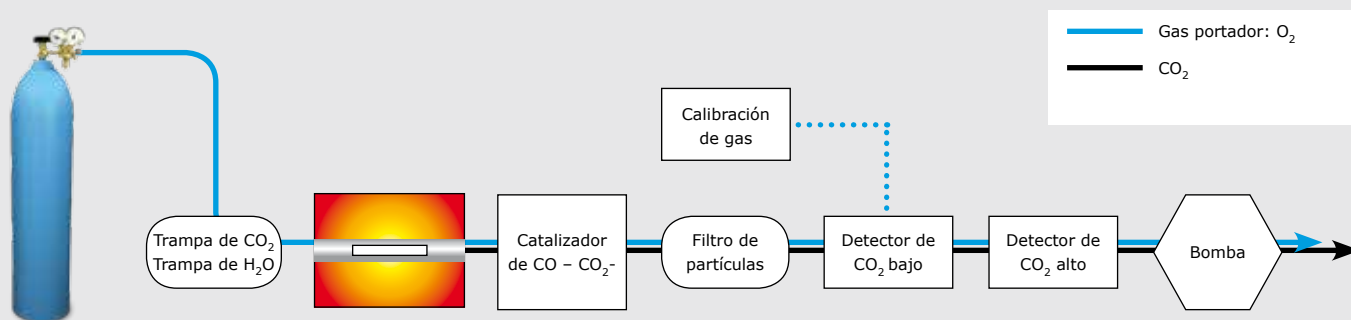 Gas portador: O₂
CO₂
Calibración
de gas
Trampa de CO₂
Trampa de H₂O
Catalizador
de CO – CO₂-
Filtro de
partículas
Detector de
CO₂ bajo
Detector de
CO₂ alto
Bomba